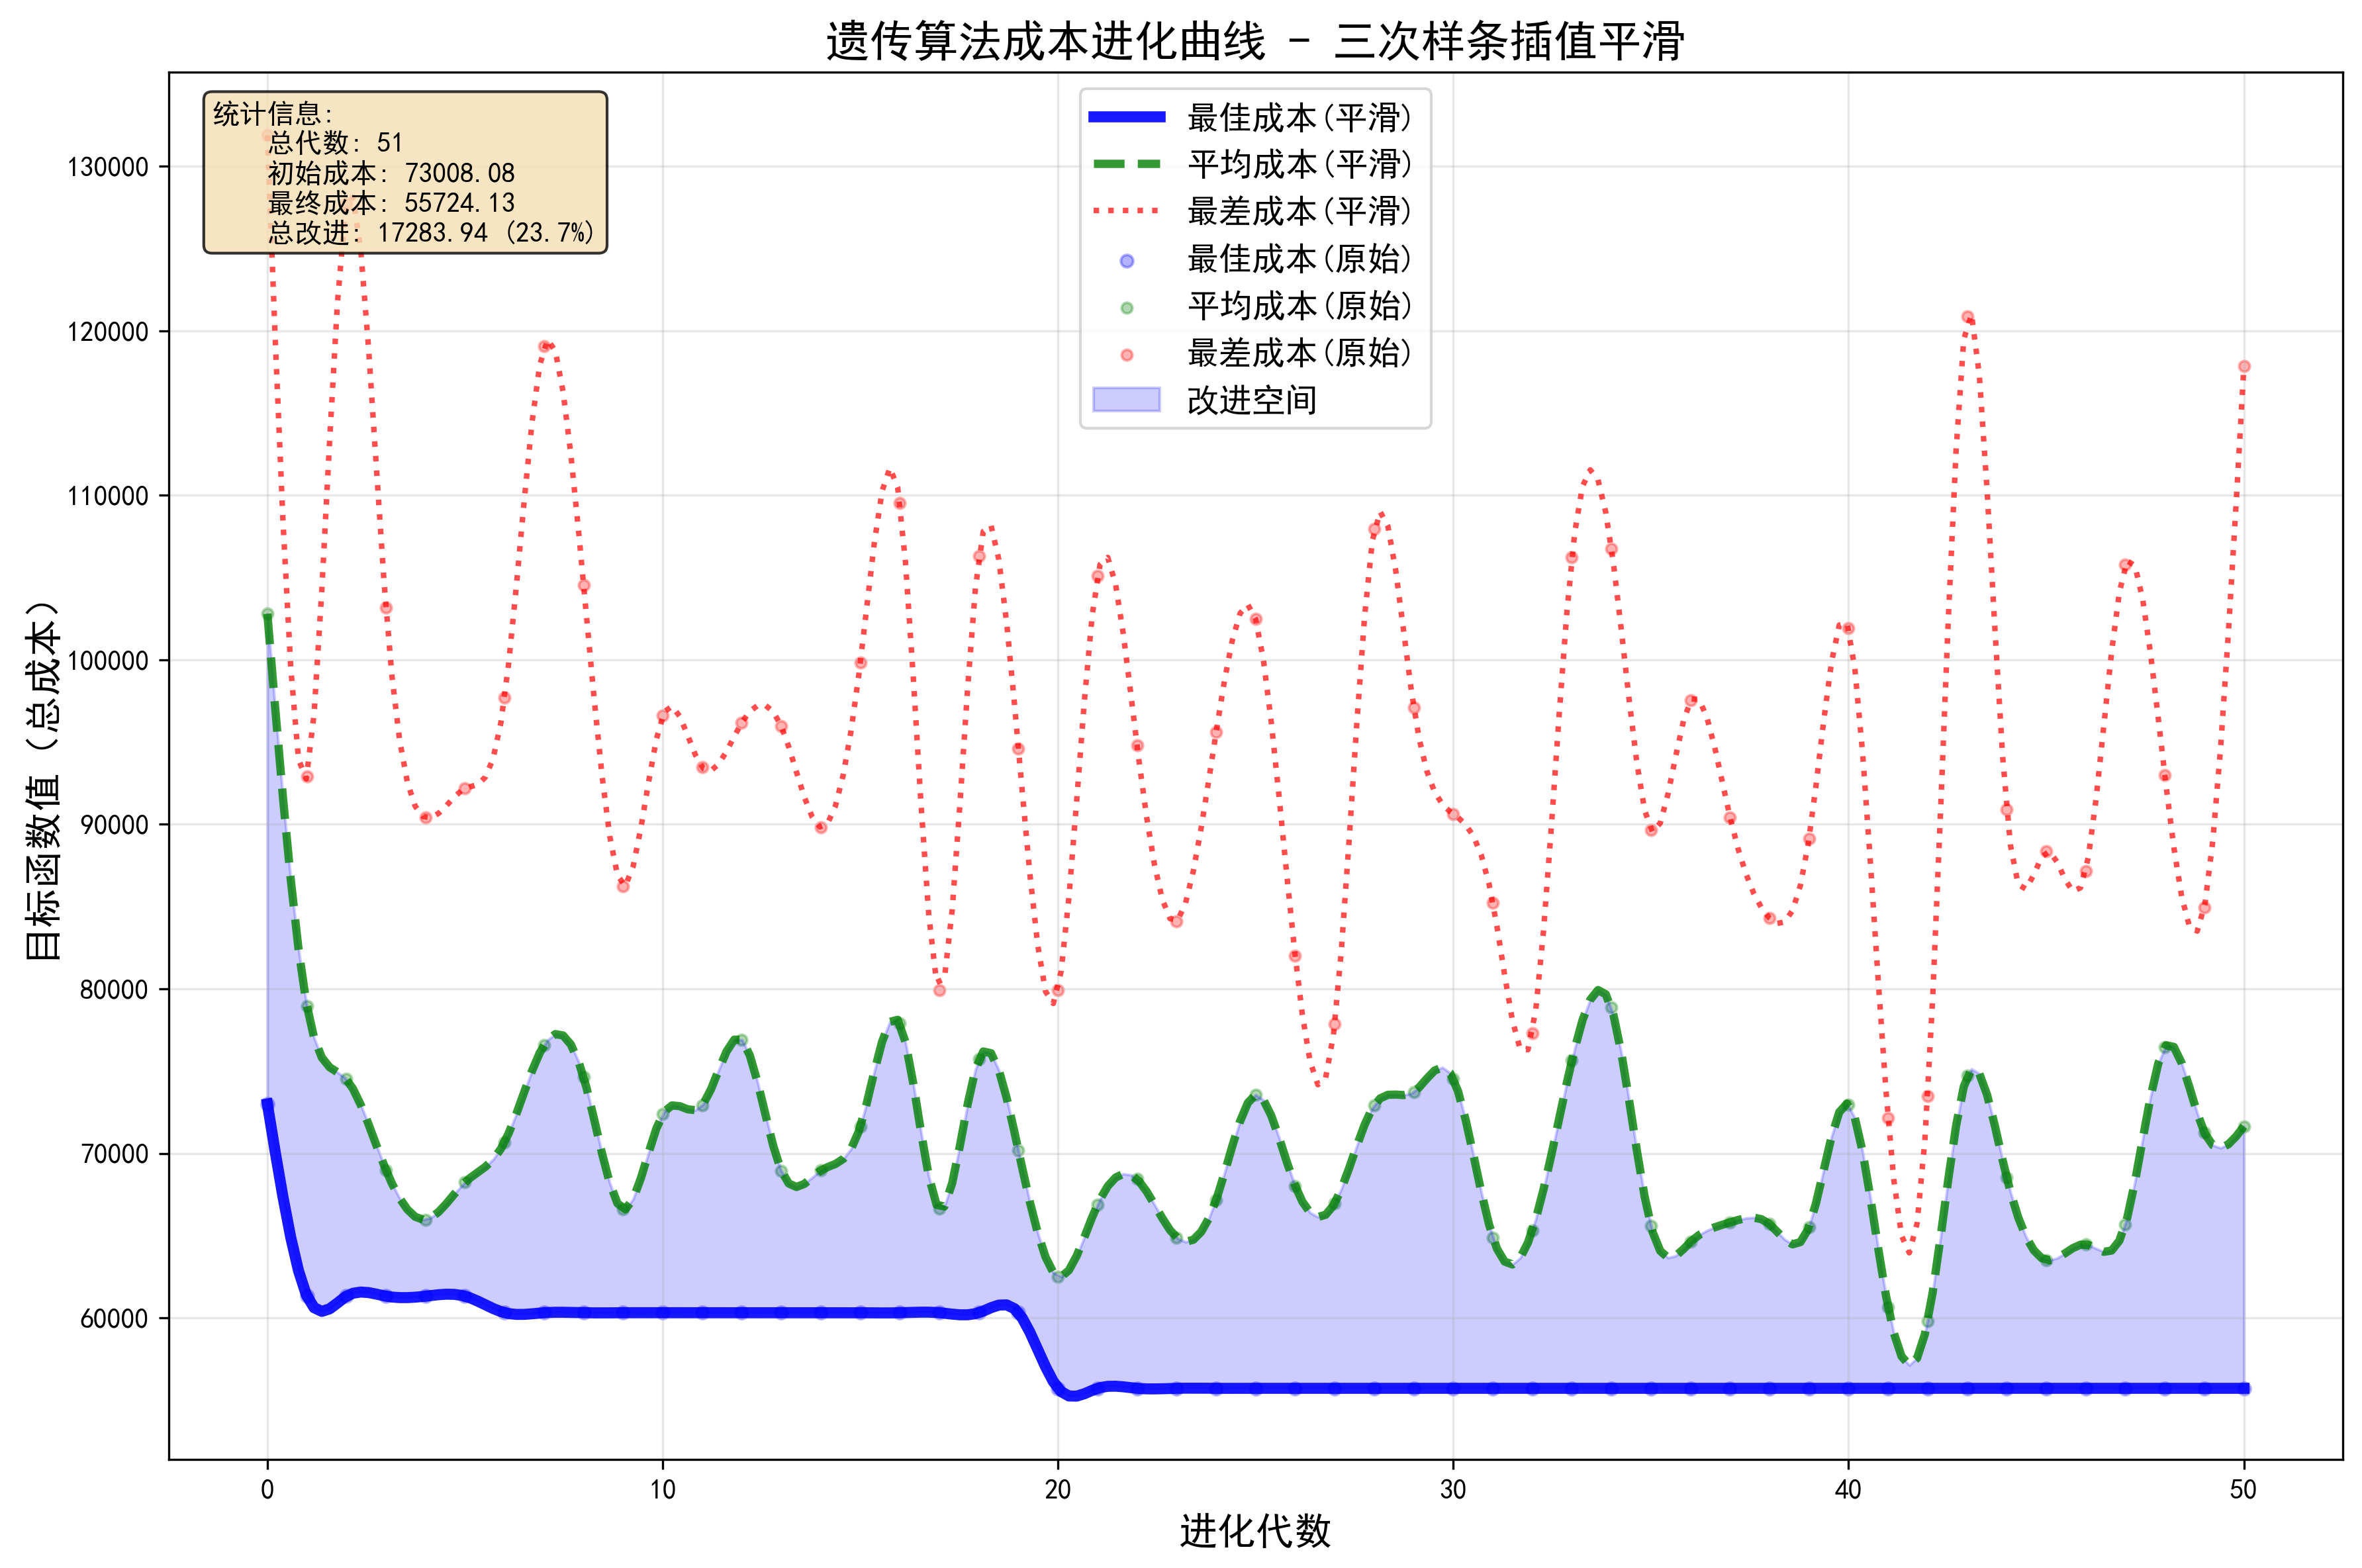 遗传算法成本进化曲线 - 三次样条插值平滑
统计信息:
总代数: 51
初始成本: 73008.08
最终成本: 55724.13
总改进: 17283.94 (23.7%)
最佳成本(平滑)
平均成本(平滑)
最差成本(平滑)
最佳成本(原始)
平均成本(原始)
最差成本(原始)
改进空间
目标函数值（总成本）
130000
120000
110000
100000
90000
80000
70000
60000
0
10
20
30
40
50
进化代数